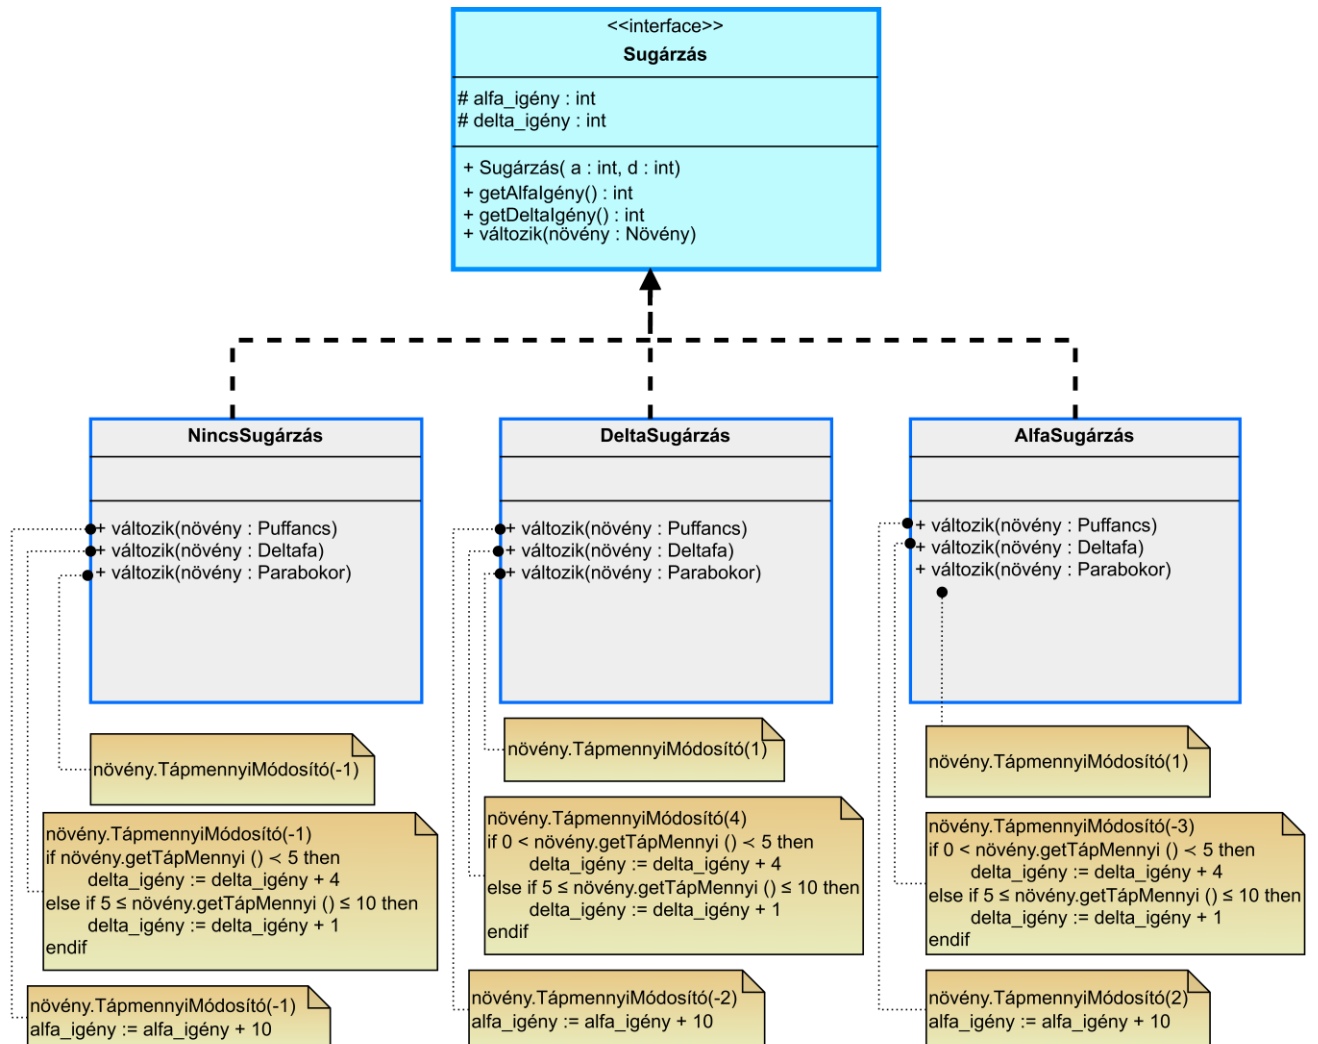 <<interface>>
Sugárzás
# alfa_igény : int
# delta_igény : int
+ Sugárzás( a : int, d : int)
+ getAlfaIgény() : int
+ getDeltaIgény() : int
+ változik(növény : Növény)
NincsSugárzás
+ változik(növény : Puffancs)
+ változik(növény : Deltafa)
+ változik(növény : Parabokor)
DeltaSugárzás
+ változik(növény : Puffancs)
+ változik(növény : Deltafa)
+ változik(növény : Parabokor)
AlfaSugárzás
+ változik(növény : Puffancs)
+ változik(növény : Deltafa)
+ változik(növény : Parabokor)
növény.TápmennyiMódosító(-1)
növény.TápmennyiMódosító(1)
növény.TápmennyiMódosító(1)
növény.TápmennyiMódosító(-1)
if növény.getTápMennyi () < 5 then
delta_igény := delta_igény + 4
else if 5 ≤ növény.getTápMennyi () ≤ 10 then
delta_igény := delta_igény + 1
endif
növény.TápmennyiMódosító(4)
if 0 < növény.getTápMennyi () < 5 then
delta_igény := delta_igény + 4
else if 5 ≤ növény.getTápMennyi () ≤ 10 then
delta_igény := delta_igény + 1
endif
növény.TápmennyiMódosító(-3)
if 0 < növény.getTápMennyi () < 5 then
delta_igény := delta_igény + 4
else if 5 ≤ növény.getTápMennyi () ≤ 10 then
delta_igény := delta_igény + 1
endif
növény.TápmennyiMódosító(-1)
alfa_igény := alfa_igény + 10
növény.TápmennyiMódosító(-2)
alfa_igény := alfa_igény + 10
növény.TápmennyiMódosító(2)
alfa_igény := alfa_igény + 10